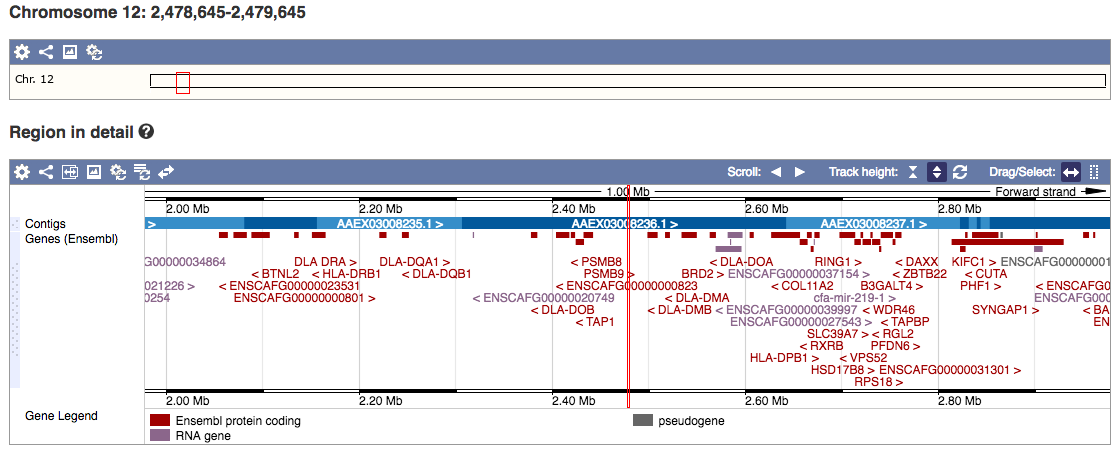 Chromosome 12: 2,478,645-2,479,645
Chr. 12
Region in detail ?
Scroll: Track height: Drag/Select:
1.00 Mb Forward strand
2.00 Mb 2.20 Mb 2.40 Mb 2.60 Mb 2.80 Mb
Contigs > AAEX03008235.1 > AAEX03008236.1 > AAEX03008237.1 >
Genes (Ensembl)
G00000034864 DLA DRA > DLA-DQA1 > < PSMB8 < DLA-DOA RING1 > < DAXX KIFC1 > ENSCAFG00000001
< BTNL2 < HLA-DRB1 < DLA-DQB1 PSMB9 > BRD2 > ENSCAFG00000037154 > < ZBTB22 < CUTA
021226 > < ENSCAFG00000023531 < ENSCAFG00000000823 < COL11A2 B3GALT4 > PHF1 > < ENSCAFG0
0254 ENSCAFG00000000801 > < ENSCAFG00000020749 < DLA-DMA cfa-mir-219-1 > ENSCAFG00
< DLA-DOB < DLA-DMB < ENSCAFG00000039997 < WDR46 SYNGAP1 > < BA
< TAP1 ENSCAFG00000027543 > < TAPBP EN
SLC39A7 > < RGL2
< RXRB PFDN6 >
HLA-DPB1 > < VPS52
HSD17B8 > ENSCAFG00000031301 >
RPS18 >
2.00 Mb 2.20 Mb 2.40 Mb 2.60 Mb 2.80 Mb
Gene Legend Ensembl protein coding pseudogene
RNA gene